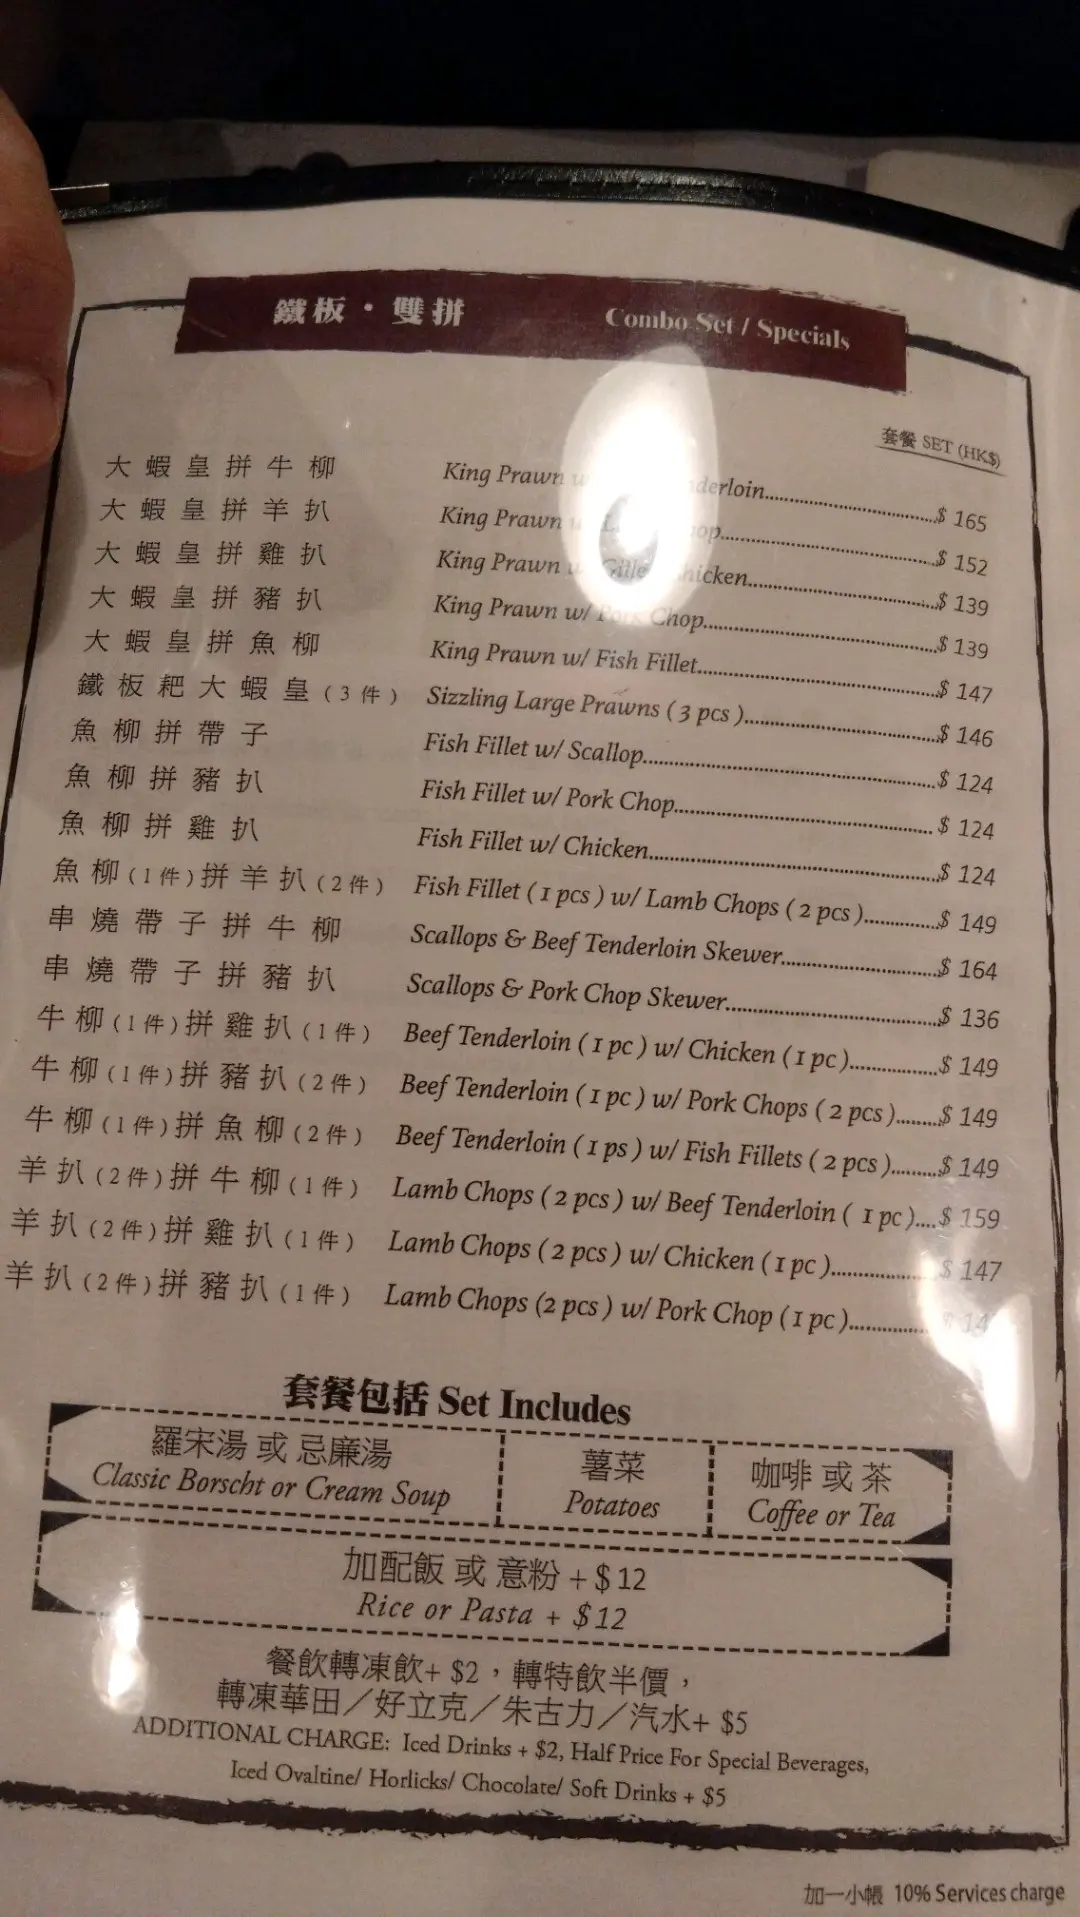 鐵板・雙拼 Combo Set / Specials
套餐 SET (HK$)
大蝦皇拼牛柳 King Prawn nderloin $165
大蝦皇拼羊扒 King Prawn $152
大蝦皇拼雞扒 King Prawn hicken $139
大蝦皇拼豬扒 King Prawn w/ Pork Chop $139
大蝦皇拼魚柳 King Prawn w/ Fish Fillet $147
鐵板耙大蝦皇(3件) Sizzling Large Prawns (3 pcs) $146
魚柳拼帶子 Fish Fillet w/ Scallop $124
魚柳拼豬扒 Fish Fillet w/ Pork Chop $124
魚柳拼雞扒 Fish Fillet w/ Chicken $124
魚柳(1件)拼羊扒(2件) Fish Fillet (1 pcs) w/ Lamb Chops (2 pcs) $149
串燒帶子拼牛柳 Scallops & Beef Tenderloin Skewer $164
串燒帶子拼豬扒 Scallops & Pork Chop Skewer $136
牛柳(1件)拼雞扒(1件) Beef Tenderloin (1 pc) w/ Chicken (1 pc) $149
牛柳(1件)拼豬扒(2件) Beef Tenderloin (1 pc) w/ Pork Chops (2 pcs) $149
牛柳(1件)拼魚柳(2件) Beef Tenderloin (1 ps) w/ Fish Fillets (2 pcs) $149
羊扒(2件)拼牛柳(1件) Lamb Chops (2 pcs) w/ Beef Tenderloin (1 pc) $159
羊扒(2件)拼雞扒(1件) Lamb Chops (2 pcs) w/ Chicken (1 pc) $147
羊扒(2件)拼豬扒(1件) Lamb Chops (2 pcs) w/ Pork Chop (1 pc)
套餐包括 Set Includes
羅宋湯 或 忌廉湯
Classic Borscht or Cream Soup
薯菜
Potatoes
咖啡 或 茶
Coffee or Tea
加配飯 或 意粉 + $12
Rice or Pasta + $12
餐飲轉凍飲+ $2，轉特飲半價，
轉凍華田／好立克／朱古力／汽水+ $5
ADDITIONAL CHARGE: Iced Drinks + $2, Half Price For Special Beverages,
Iced Ovaltine/ Horlicks/ Chocolate/ Soft Drinks + $5
加一小帳 10% Services charge